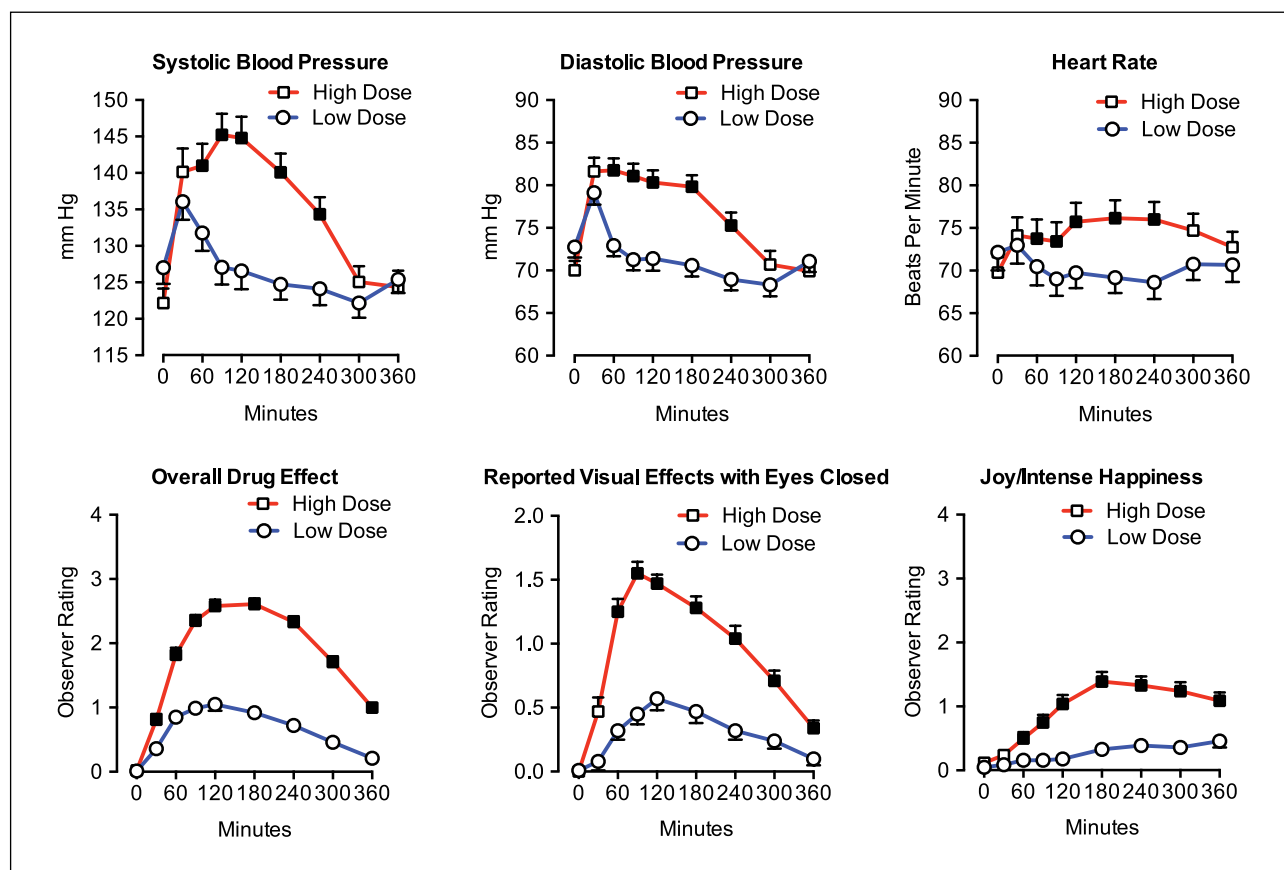 Systolic Blood Pressure
High Dose
Low Dose
mm Hg
150
145
140
135
130
125
120
115
0 60 120 180 240 300 360
Minutes
Diastolic Blood Pressure
High Dose
Low Dose
mm Hg
90
80
70
60
0 60 120 180 240 300 360
Minutes
Heart Rate
High Dose
Low Dose
Beats Per Minute
90
85
80
75
70
65
60
0 60 120 180 240 300 360
Minutes
Overall Drug Effect
High Dose
Low Dose
Observer Rating
4
3
2
1
0
0 60 120 180 240 300 360
Minutes
Reported Visual Effects with Eyes Closed
High Dose
Low Dose
Observer Rating
2.0
1.5
1.0
0.5
0.0
0 60 120 180 240 300 360
Minutes
Joy/Intense Happiness
High Dose
Low Dose
Observer Rating
4
3
2
1
0
0 60 120 180 240 300 360
Minutes